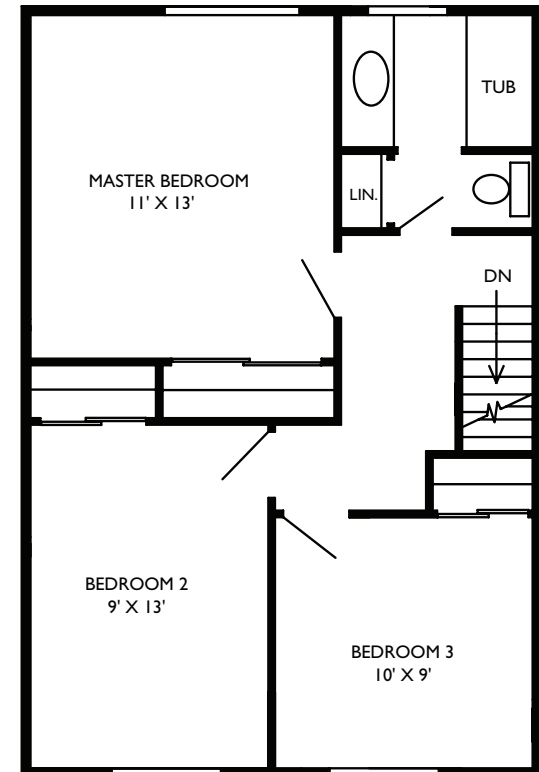 TUB
MASTER BEDROOM
11' X 13'
LIN.
DN
BEDROOM 2
9' X 13'
BEDROOM 3
10' X 9'